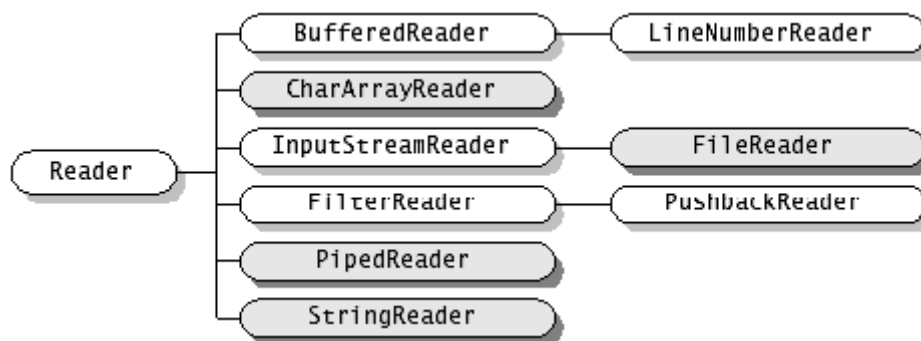 BufferedReader LineNumberReader
CharArrayReader
InputStreamReader FileReader
Reader
FilterReader PushbackReader
PipedReader
StringReader